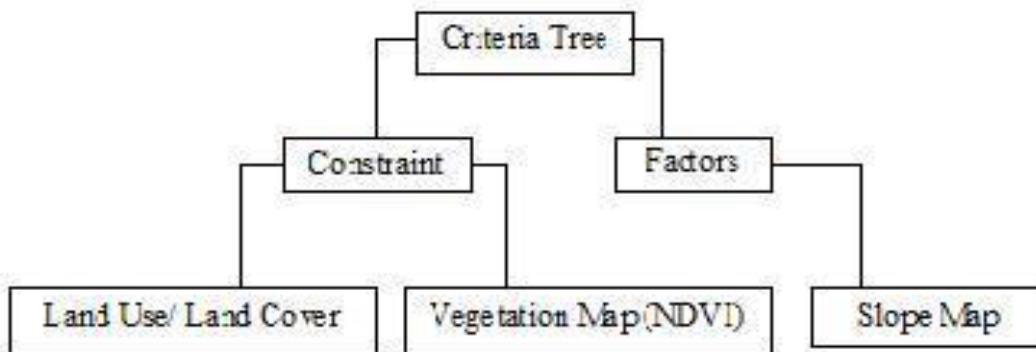 Criteria Tree
Constraint
Factors
Land Use/ Land Cover
Vegetation Map(NDVI)
Slope Map